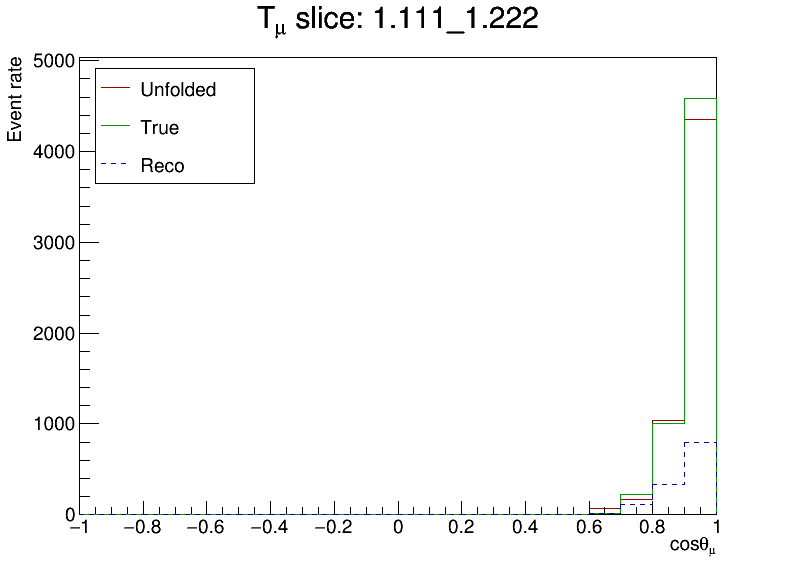 Tμ slice: 1.111_1.222
Event rate
5000
4000
3000
2000
1000
0
Unfolded
True
Reco
−1 −0.8 −0.6 −0.4 −0.2 0 0.2 0.4 0.6 0.8 1
cosθμ